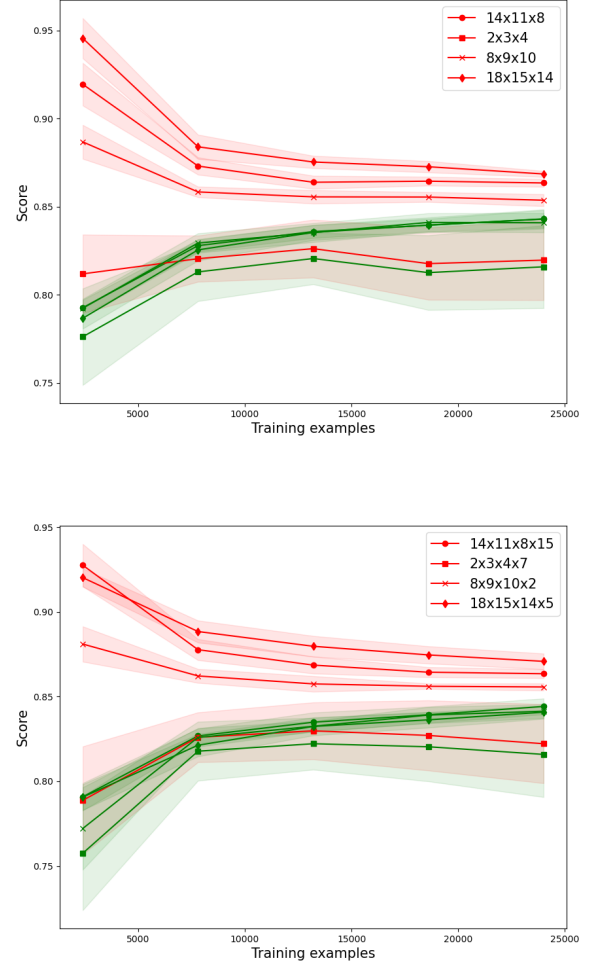 0.95
0.90
0.85
0.80
0.75
Score
14x11x8
2x3x4
8x9x10
18x15x14
5000 10000 15000 20000 25000
Training examples
0.95
0.90
0.85
0.80
0.75
Score
14x11x8x15
2x3x4x7
8x9x10x2
18x15x14x5
5000 10000 15000 20000 25000
Training examples